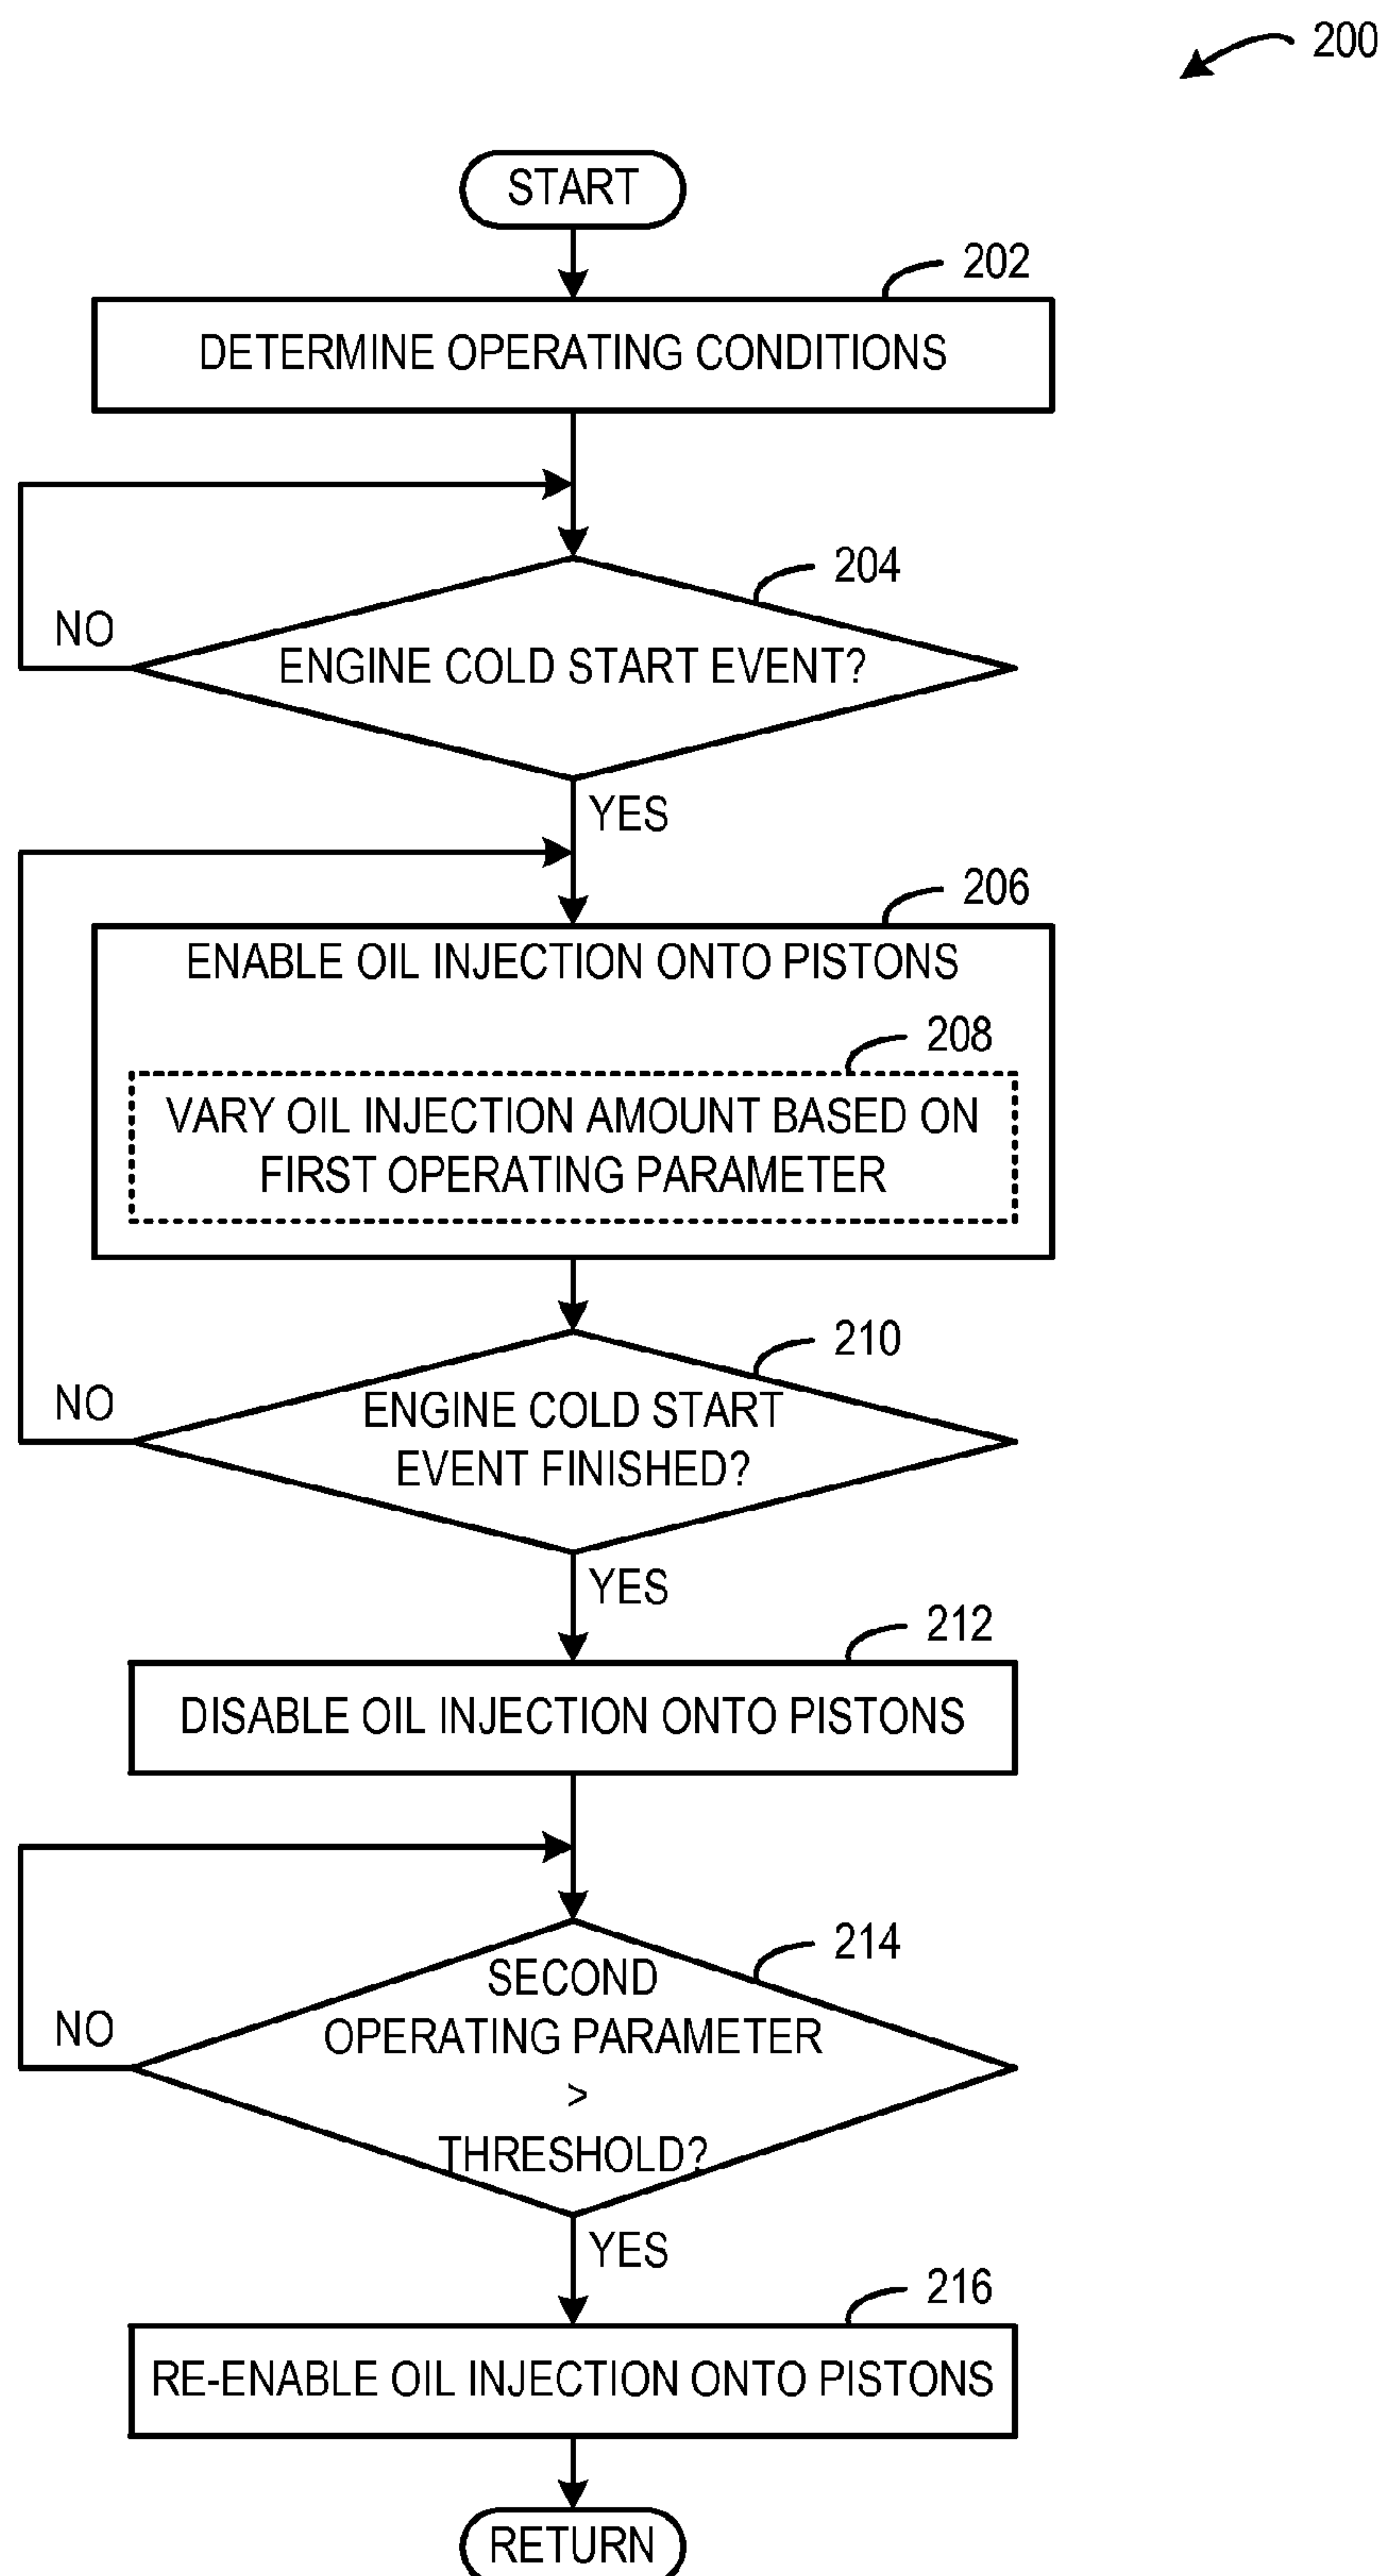 200
START
202
DETERMINE OPERATING CONDITIONS
204
NO
ENGINE COLD START EVENT?
YES
206
ENABLE OIL INJECTION ONTO PISTONS
208
VARY OIL INJECTION AMOUNT BASED ON
FIRST OPERATING PARAMETER
210
NO
ENGINE COLD START
EVENT FINISHED?
YES
212
DISABLE OIL INJECTION ONTO PISTONS
214
SECOND
NO
OPERATING PARAMETER
>
THRESHOLD?
YES
216
RE-ENABLE OIL INJECTION ONTO PISTONS
RETURN